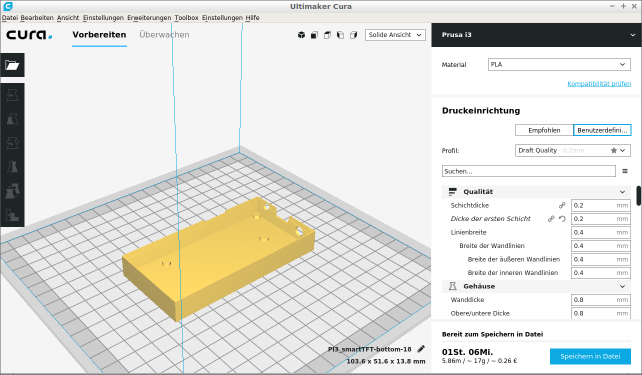 Ultimaker Cura
Datei Bearbeiten Ansicht Einstellungen Erweiterungen Toolbox Einstellungen Hilfe
cura. Vorbereiten Überwachen Solide Ansicht
Prusa i3
Material PLA
Kompatibilität prüfen
Druckeinrichtung
Empfohlen Benutzerdefini...
Profil: Draft Quality - 0.2mm
Suchen...
Qualität
Schichtdicke 0.2 mm
Dicke der ersten Schicht 0.2 mm
Linienbreite 0.4 mm
Breite der Wandlinien 0.4 mm
Breite der äußeren Wandlinien 0.4 mm
Breite der inneren Wandlinien 0.4 mm
Gehäuse
Wanddicke 0.8 mm
Obere/untere Dicke 0.8 mm
PI3_smartTFT-bottom-18
103.6 x 51.6 x 13.8 mm
Bereit zum Speichern in Datei
01St. 06Mi.
5.86m / ~ 17g / ~ 0.26 €
Speichern in Datei